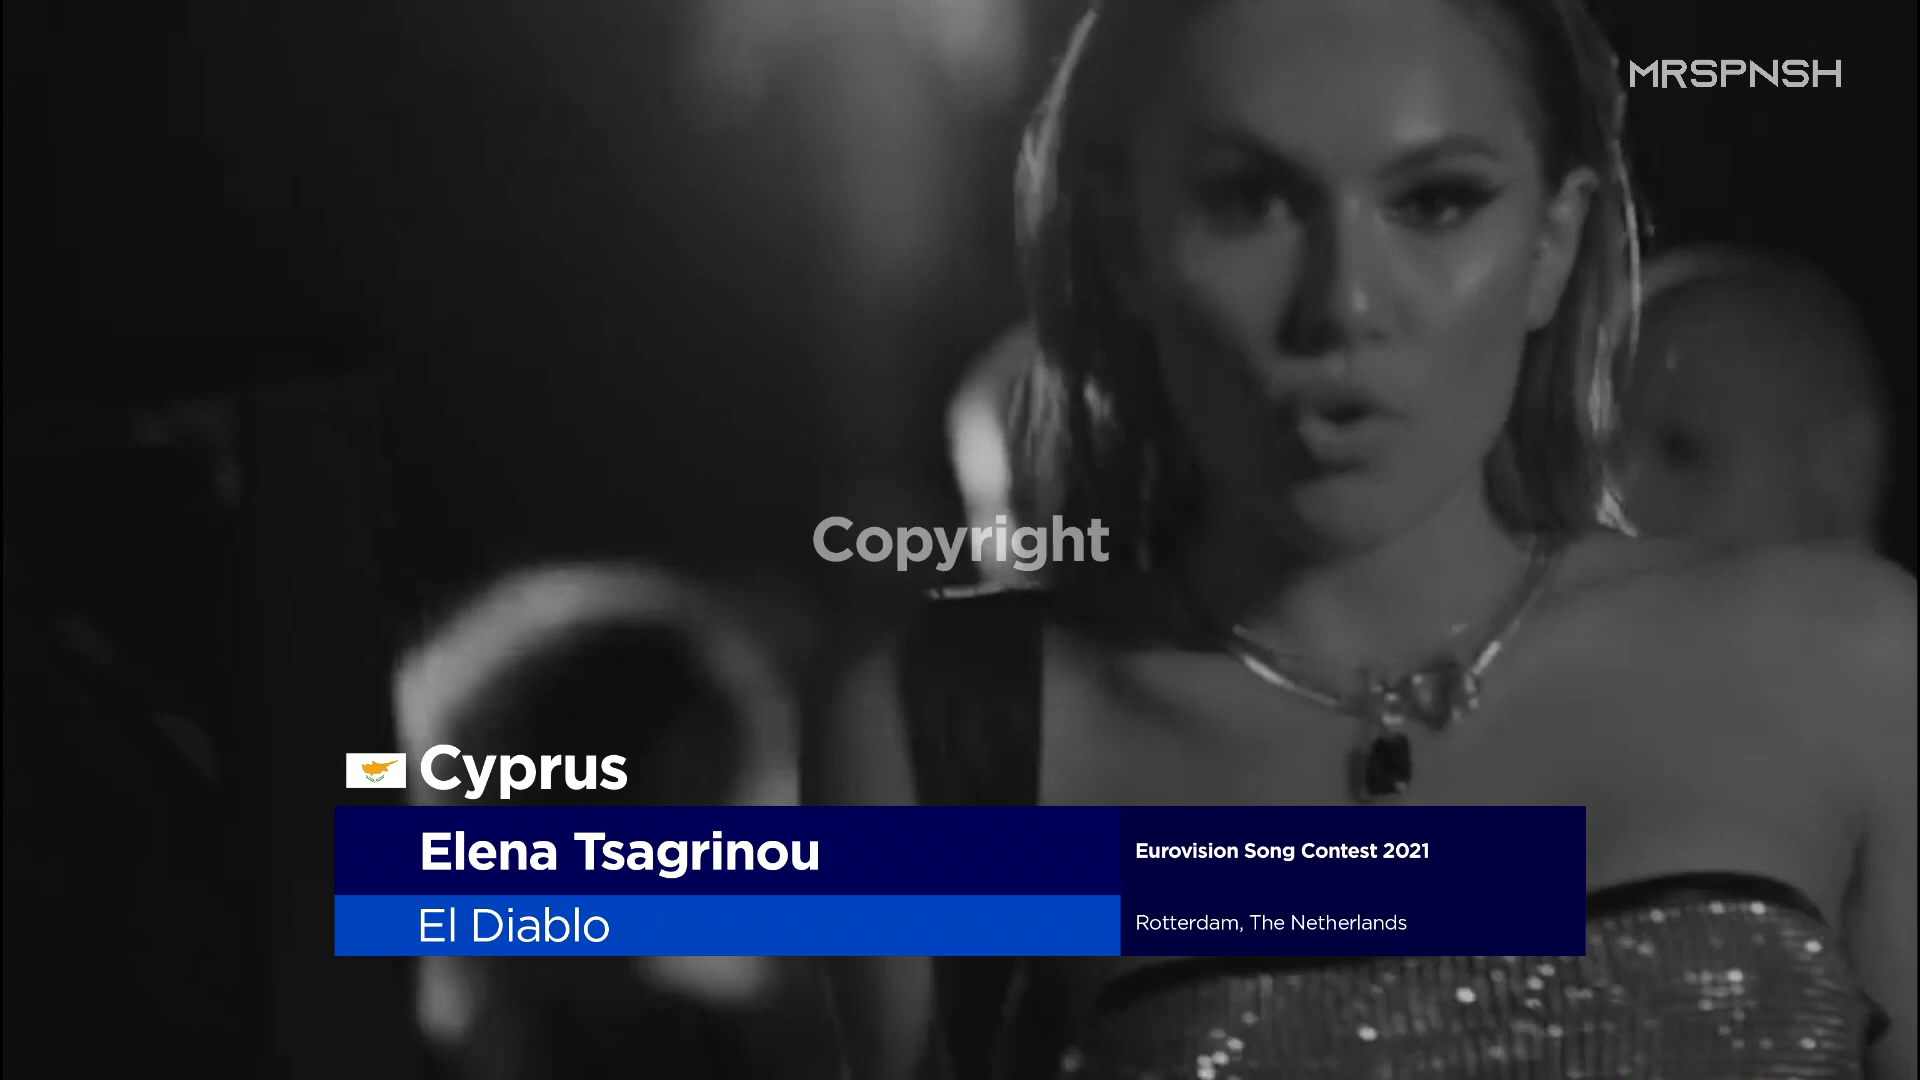 MRSPNSH
Copyright
Cyprus
Elena Tsagrinou
Eurovision Song Contest 2021
El Diablo
Rotterdam, The Netherlands